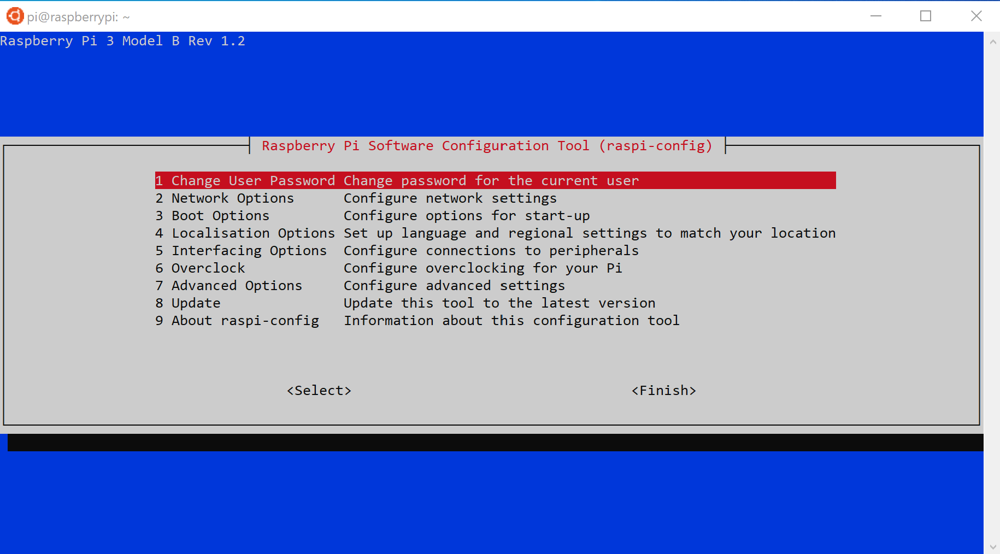 pi@raspberrypi: ~
Raspberry Pi 3 Model B Rev 1.2
Raspberry Pi Software Configuration Tool (raspi-config)
1 Change User Password Change password for the current user
2 Network Options Configure network settings
3 Boot Options Configure options for start-up
4 Localisation Options Set up language and regional settings to match your location
5 Interfacing Options Configure connections to peripherals
6 Overclock Configure overclocking for your Pi
7 Advanced Options Configure advanced settings
8 Update Update this tool to the latest version
9 About raspi-config Information about this configuration tool
<Select> <Finish>